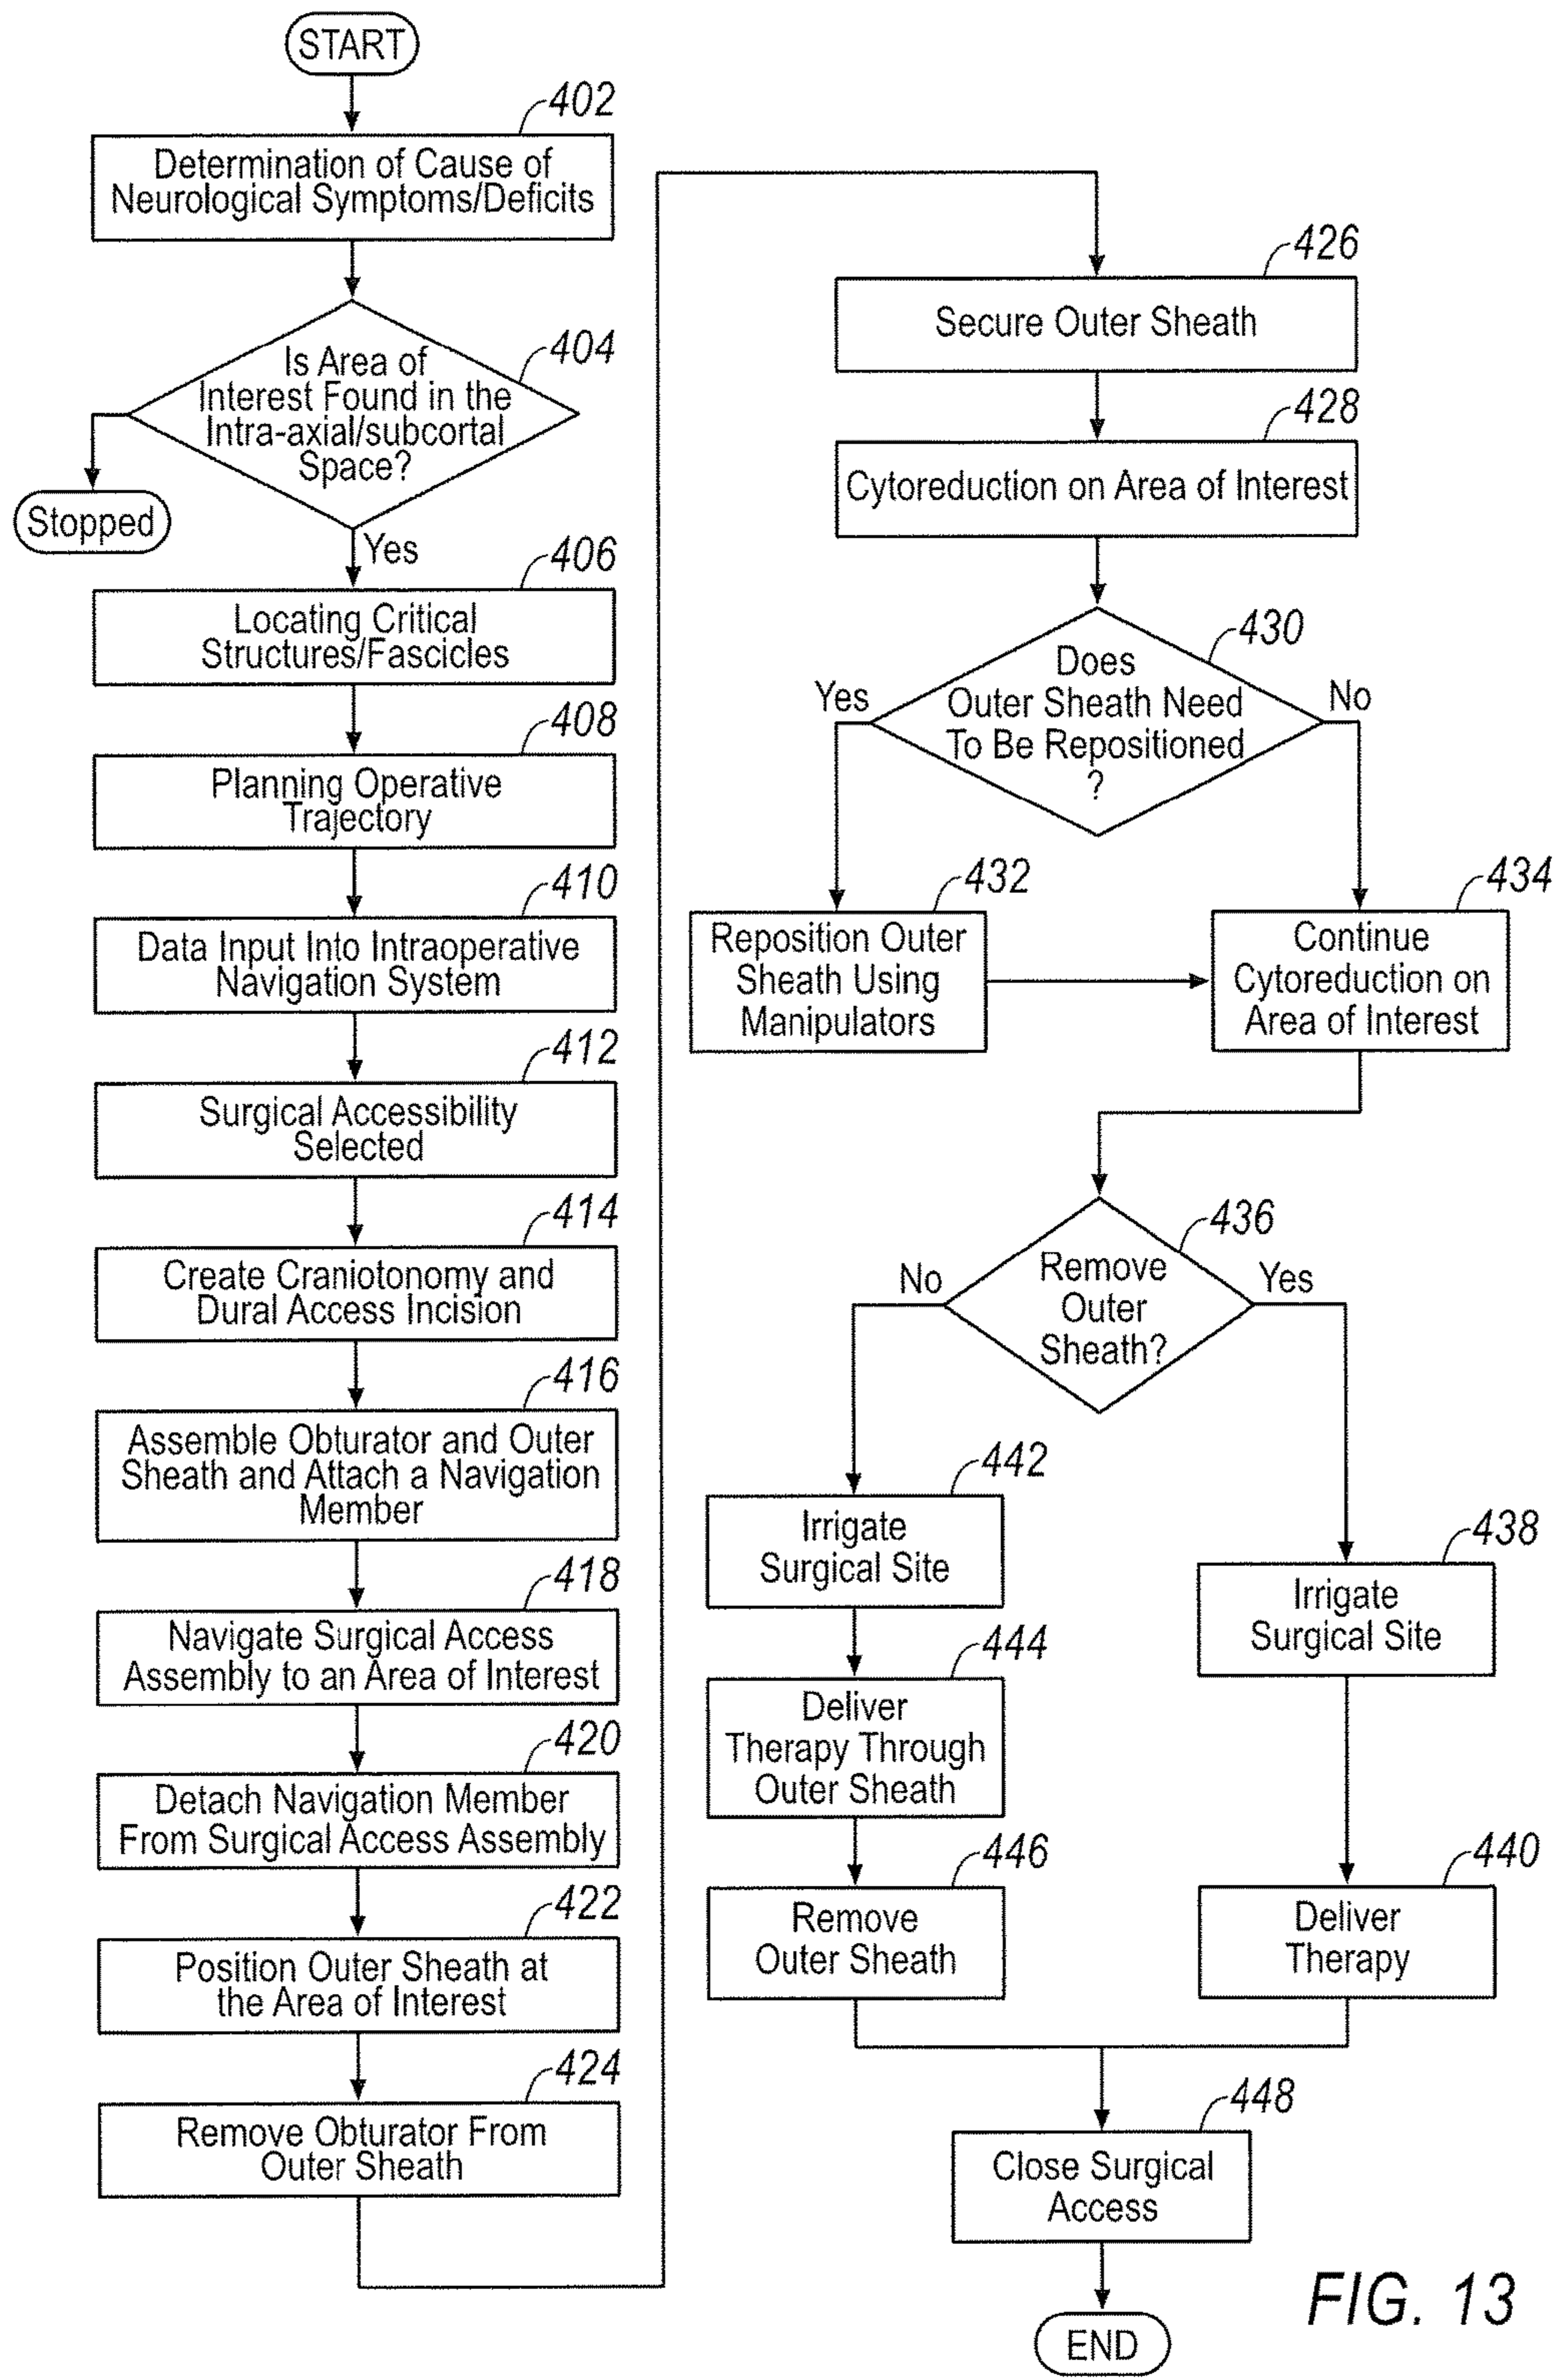 START
402
Determination of Cause of
Neurological Symptoms/Deficits
404
Is Area of
Interest Found in the
Intra-axial/subcortal
Space?
Stopped
Yes
406
Locating Critical
Structures/Fascicles
408
Planning Operative
Trajectory
410
Data Input Into Intraoperative
Navigation System
412
Surgical Accessibility
Selected
414
Create Craniotonomy and
Dural Access Incision
416
Assemble Obturator and Outer
Sheath and Attach a Navigation
Member
418
Navigate Surgical Access
Assembly to an Area of Interest
420
Detach Navigation Member
From Surgical Access Assembly
422
Position Outer Sheath at
the Area of Interest
424
Remove Obturator From
Outer Sheath
426
Secure Outer Sheath
428
Cytoreduction on Area of Interest
430
Does
Outer Sheath Need
To Be Repositioned
?
Yes
No
432
Reposition Outer
Sheath Using
Manipulators
434
Continue
Cytoreduction on
Area of Interest
436
Remove
Outer
Sheath?
No
Yes
442
Irrigate
Surgical Site
444
Deliver
Therapy Through
Outer Sheath
446
Remove
Outer Sheath
438
Irrigate
Surgical Site
440
Deliver
Therapy
448
Close Surgical
Access
END
FIG. 13